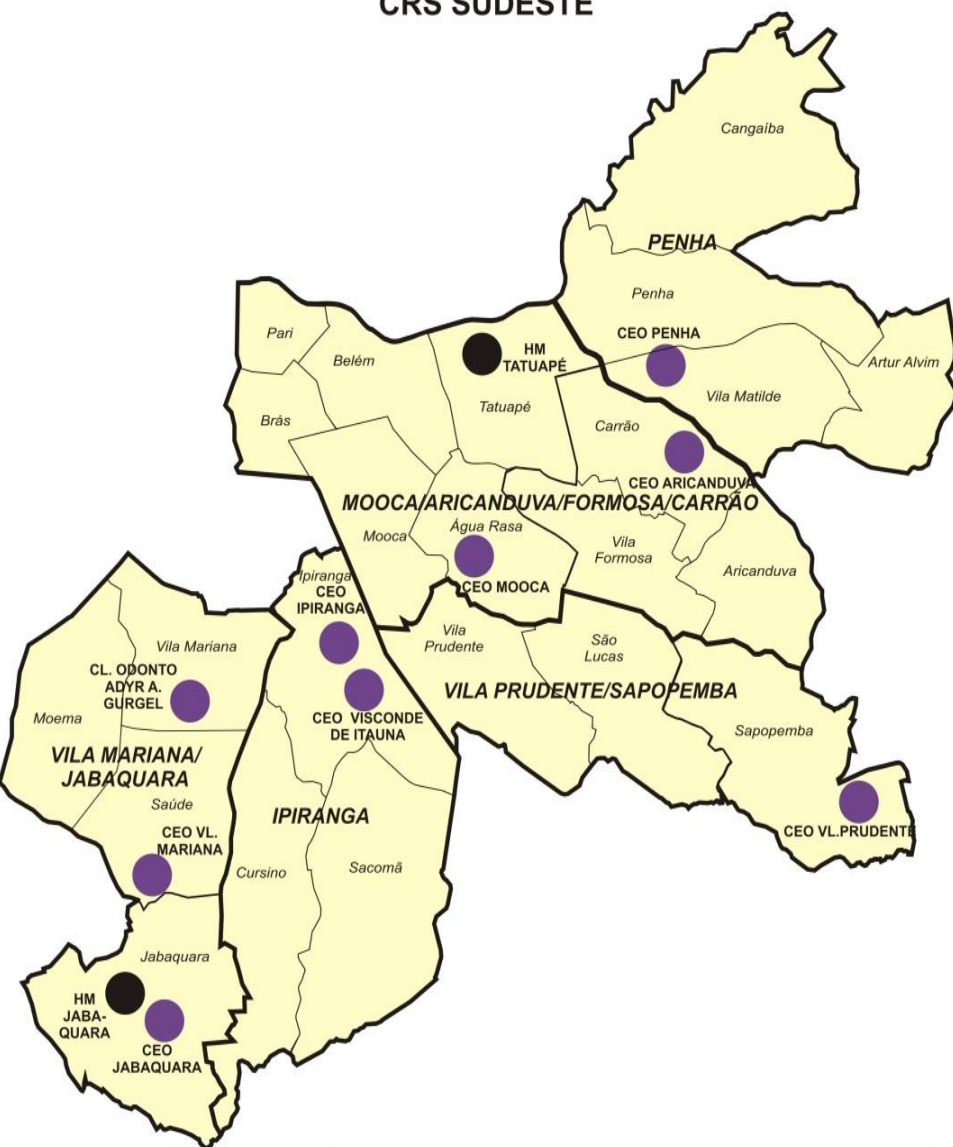 CRS SUDESTE
Cangaíba
PENHA
Penha
CEO PENHA
Artur Alvim
Vila Matilde
Pari
Belém
HM
TATUAPÉ
Tatuapé
Brás
Carrão
CEO ARICANDUVA
MOOCA/ARICANDUVA/FORMOSA/CARRÃO
Mooca
Água Rasa
CEO MOOCA
Vila
Formosa
Aricanduva
Ipiranga
CEO
IPIRANGA
Vila
Prudente
São
Lucas
VILA PRUDENTE/SAPOPEMBA
Sapopemba
CEO VL.PRUDENTE
CEO VISCONDE
DE ITAUNA
Vila Mariana
CL. ODONTO
ADYR A.
GURGEL
Moema
VILA MARIANA/
JABAQUARA
Saúde
CEO VL.
MARIANA
IPIRANGA
Cursino
Sacomã
Jabaquara
HM
JABA-
QUARA
CEO
JABAQUARA